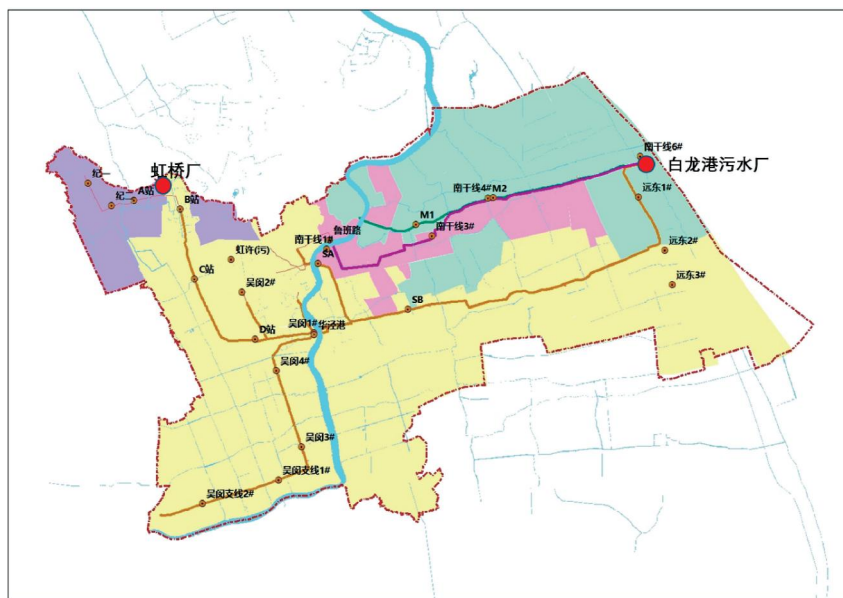 南干线6#
白龙港污水厂
虹桥厂
纪一
纪二
A站
B站
南干线4#
M2
远东1#
M1
鲁班路
南干线3#
南干线1#
虹许(污)
SA
远东2#
C站
吴闵2#
远东3#
SB
D站
吴闵1#
华泾港
吴闵4#
吴闵3#
吴闵支线1#
吴闵支线2#